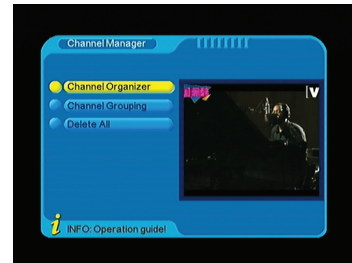 Channel Manager
Channel Organizer
Channel Grouping
Delete All
INFO: Operation guide!